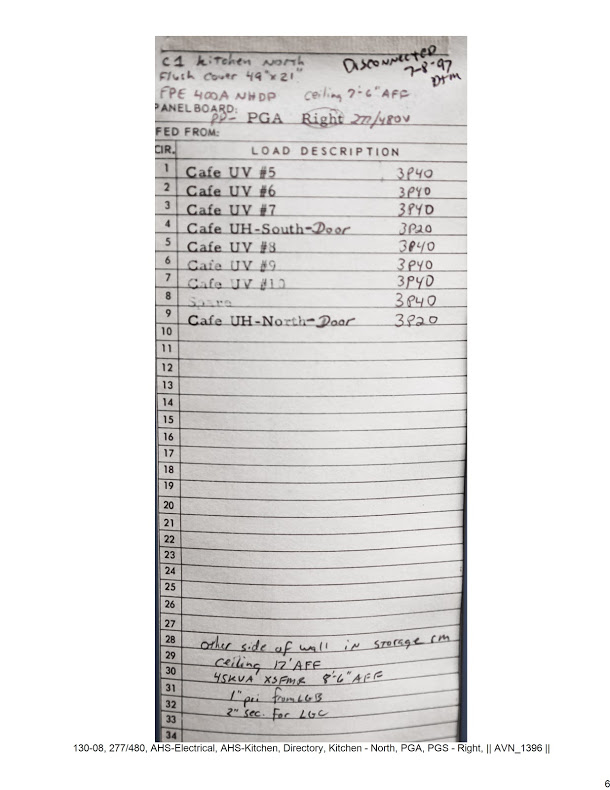 C1 kitchen North
Disconnected
Flush cover 49"x21"
7-8-97
DTM
FPE 400A NHDP ceiling 7'-6" AFF
PANELBOARD:
PP- PGA Right 277/480V
FED FROM:
CIR. LOAD DESCRIPTION
1 Cafe UV #5 3P40
2 Cafe UV #6 3P40
3 Cafe UV #7 3P40
4 Cafe UH-South-Door 3P20
5 Cafe UV #8 3P40
6 Cafe UV #9 3P40
7 Cafe UV #10 3P40
8 Spare 3P40
9 Cafe UH-North-Door 3P20
10
11
12
13
14
15
16
17
18
19
20
21
22
23
24
25
26
27
28 other side of wall in storage rm
29 ceiling 12' AFF
30 45KVA XSFMR 8'-6" AFF
31 1" pri from LGB
32 2" sec. for LGC
33
34
130-08, 277/480, AHS-Electrical, AHS-Kitchen, Directory, Kitchen - North, PGA, PGS - Right, || AVN_1396 ||
6